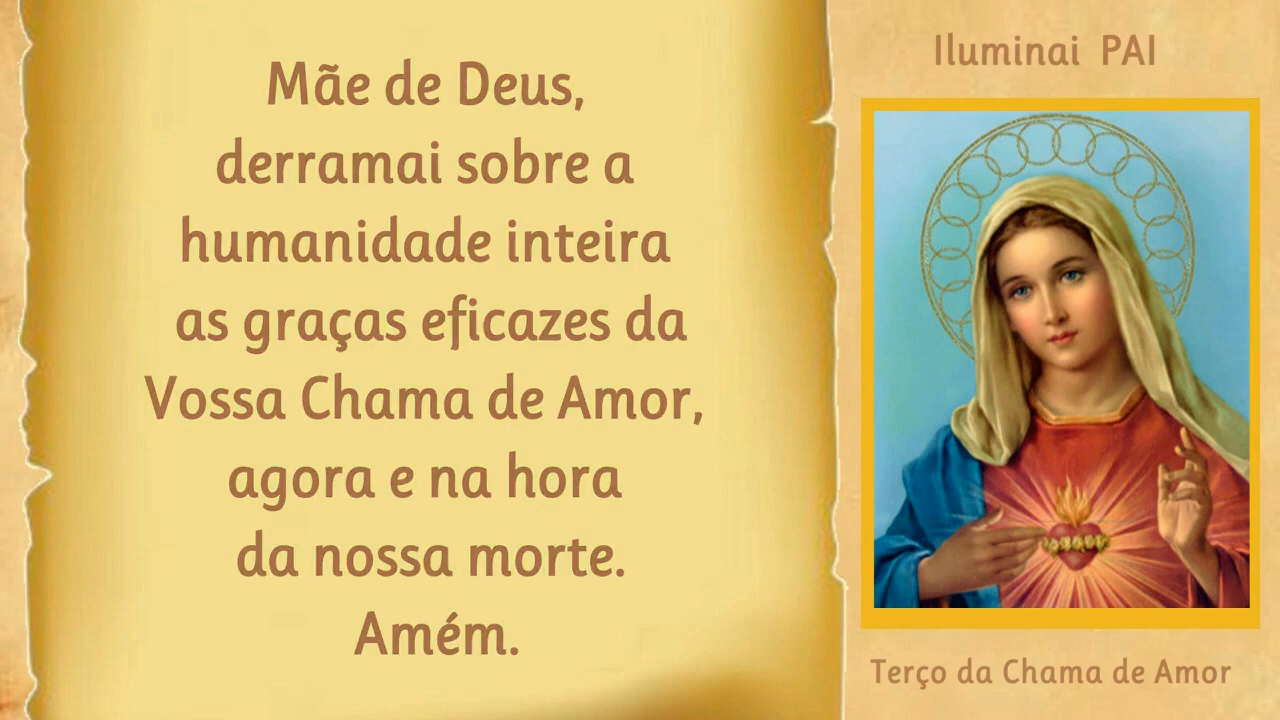 Mãe de Deus,
derramai sobre a
humanidade inteira
as graças eficazes da
Vossa Chama de Amor,
agora e na hora
da nossa morte.
Amém.
Iluminai PAI
Terço da Chama de Amor